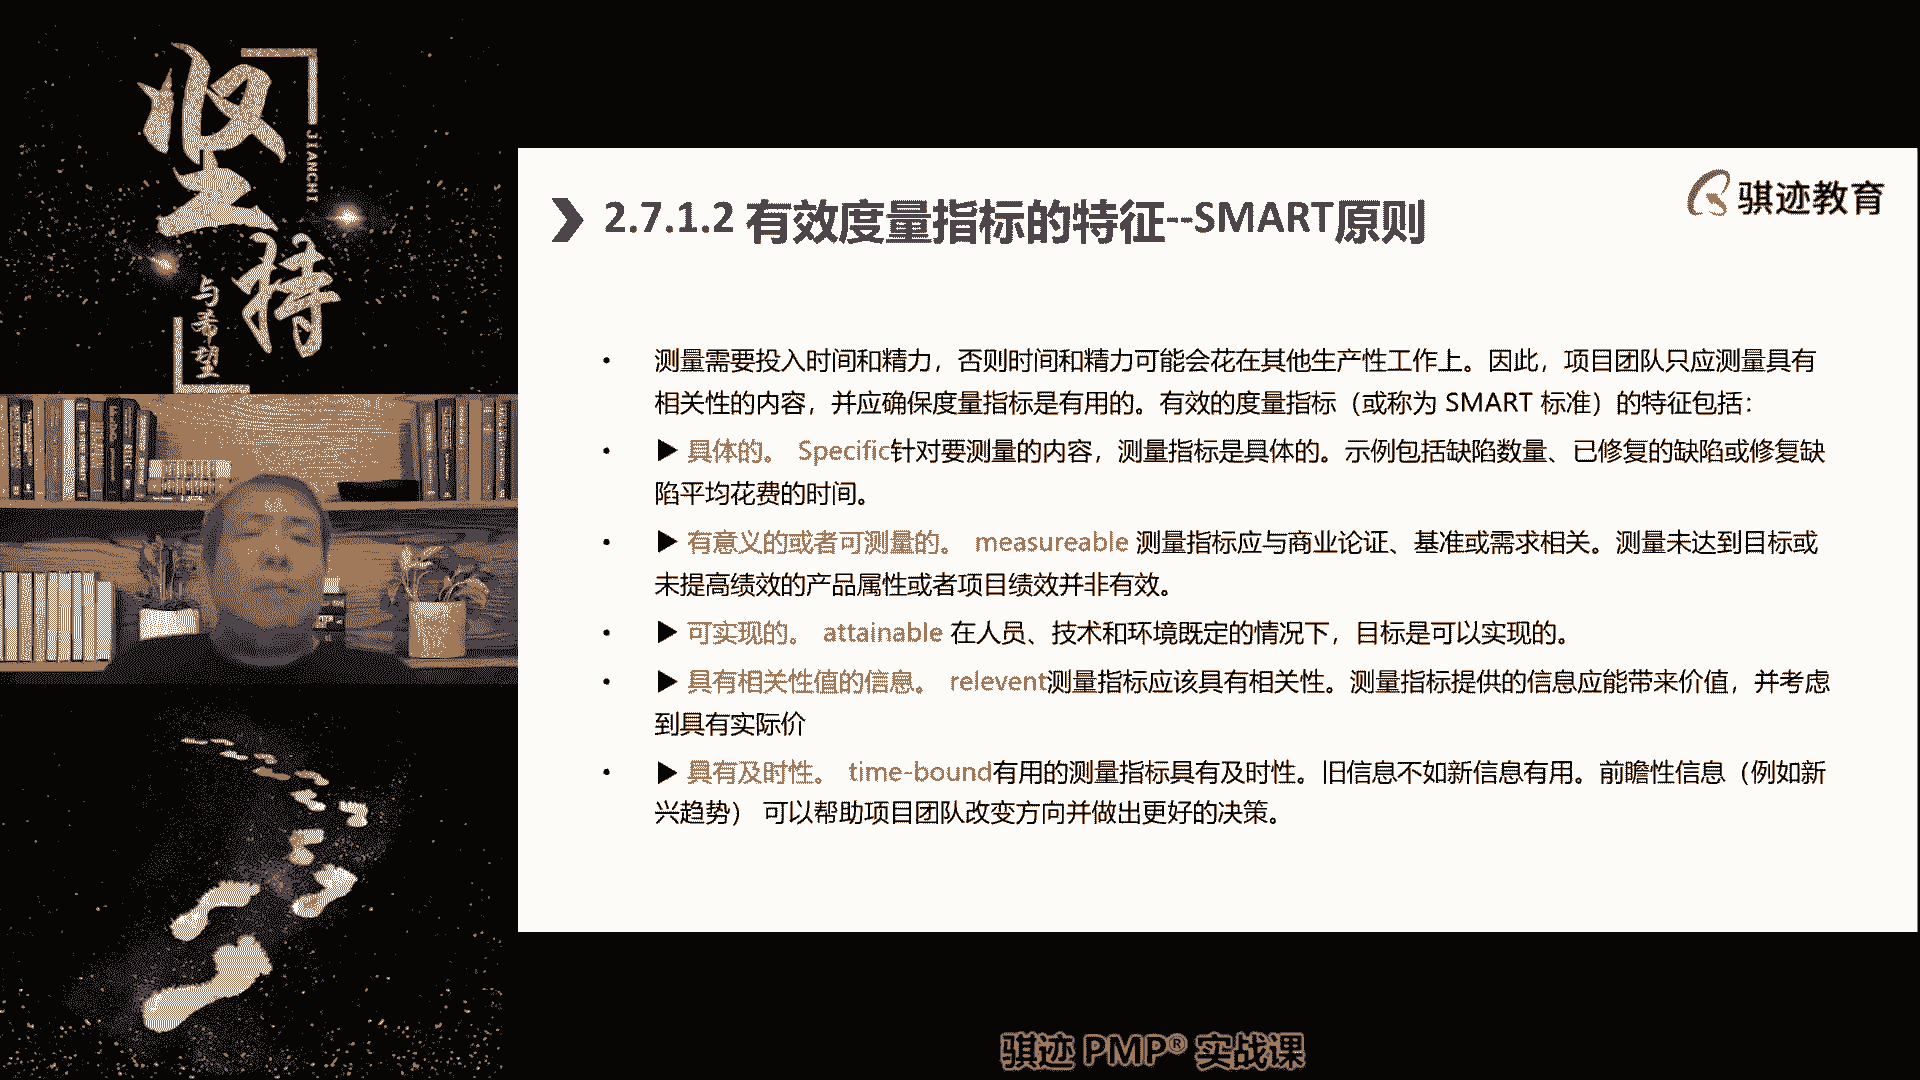 坚持
JIANCHI
与希望
骐迹教育
2.7.1.2 有效度量指标的特征--SMART原则
• 测量需要投入时间和精力，否则时间和精力可能会花在其他生产性工作上。因此，项目团队只应测量具有
相关性的内容，并应确保度量指标是有用的。有效的度量指标（或称为 SMART 标准）的特征包括：
• ▶ 具体的。 Specific针对要测量的内容，测量指标是具体的。示例包括缺陷数量、已修复的缺陷或修复缺
陷平均花费的时间。
• ▶ 有意义的或者可测量的。 measureable 测量指标应与商业论证、基准或需求相关。测量未达到目标或
未提高绩效的产品属性或者项目绩效并非有效。
• ▶ 可实现的。 attainable 在人员、技术和环境既定的情况下，目标是可以实现的。
• ▶ 具有相关性值的信息。 relevent测量指标应该具有相关性。测量指标提供的信息应能带来价值，并考虑
到具有实际价
• ▶ 具有及时性。 time-bound有用的测量指标具有及时性。旧信息不如新信息有用。前瞻性信息（例如新
兴趋势） 可以帮助项目团队改变方向并做出更好的决策。
骐迹 PMP® 实战课